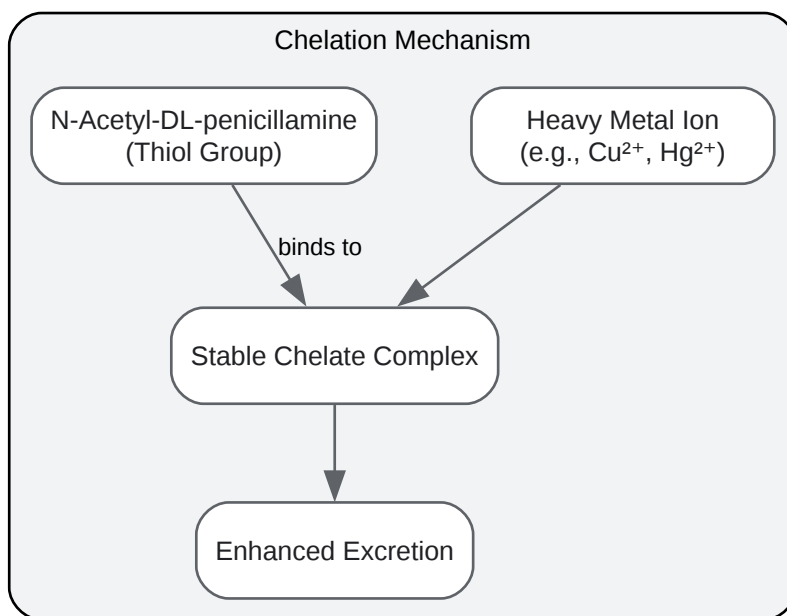 Chelation Mechanism
N-Acetyl-DL-penicillamine
(Thiol Group)
Heavy Metal Ion
(e.g., Cu²⁺, Hg²⁺)
binds to
Stable Chelate Complex
Enhanced Excretion